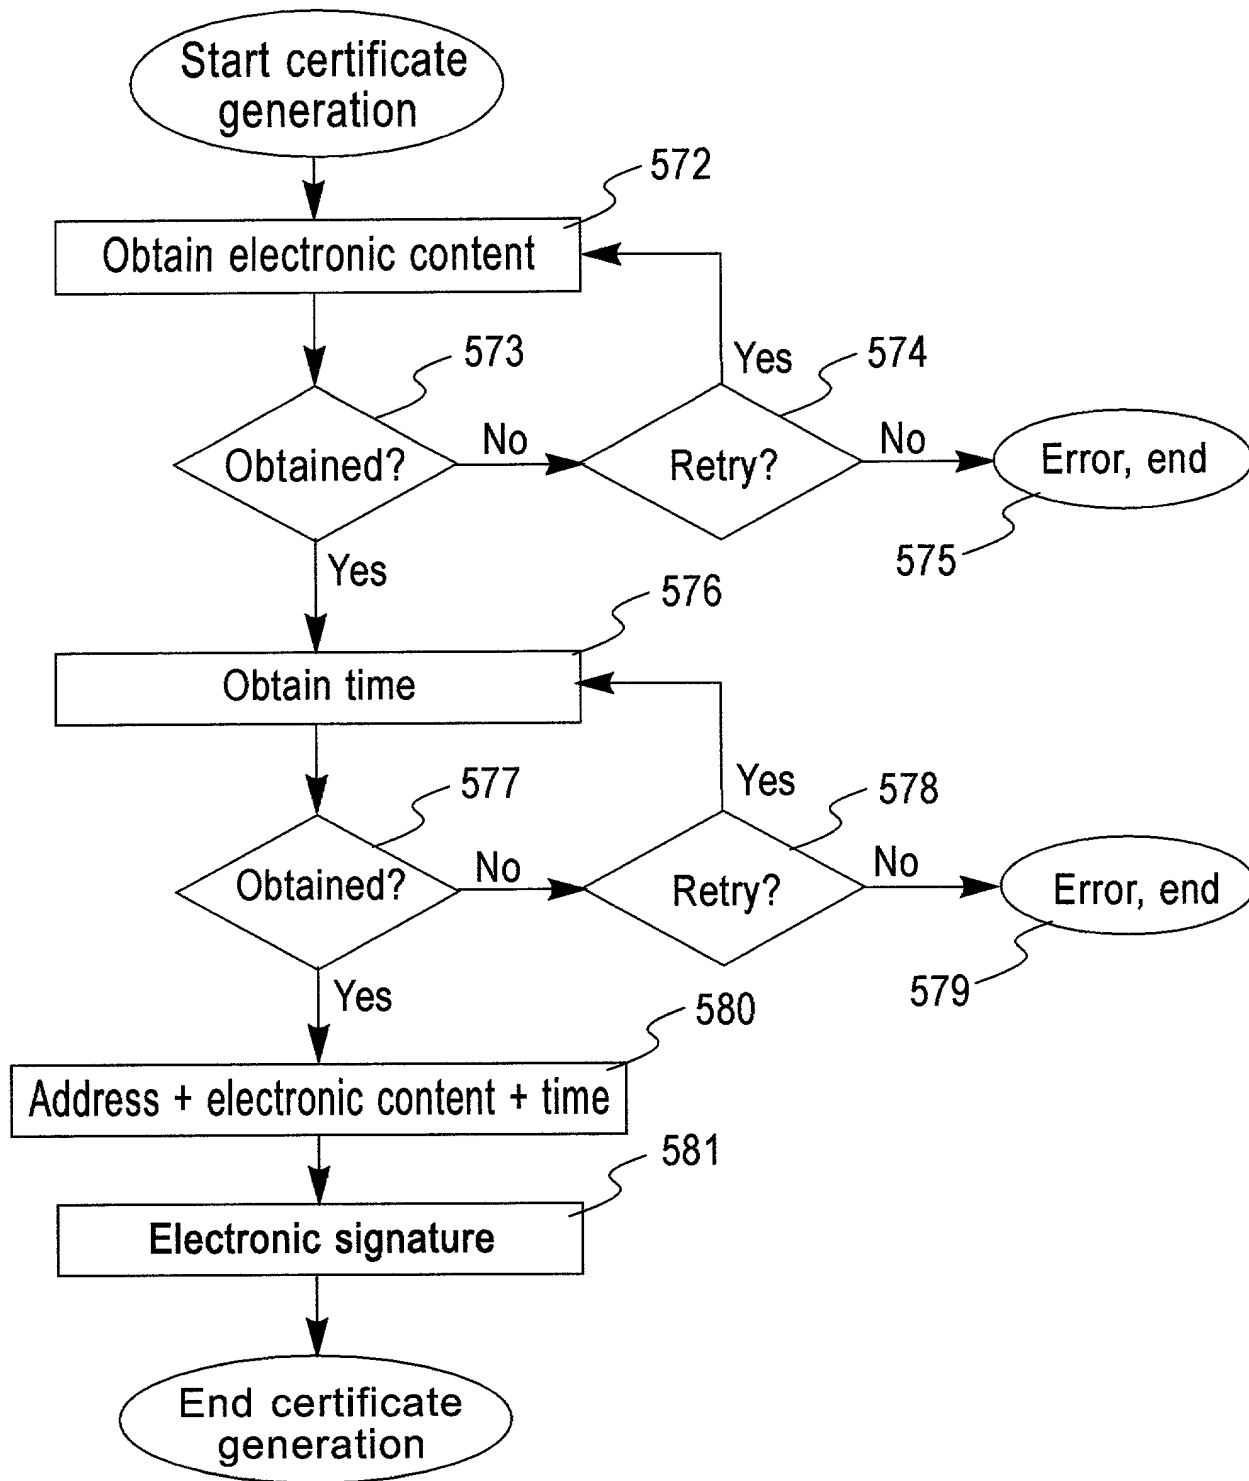 Start certificate
generation
572
Obtain electronic content
573
Yes
574
Obtained?
No
Retry?
No
Error, end
575
Yes
576
Obtain time
577
Yes
578
Obtained?
No
Retry?
No
Error, end
579
Yes
580
Address + electronic content + time
581
Electronic signature
End certificate
generation